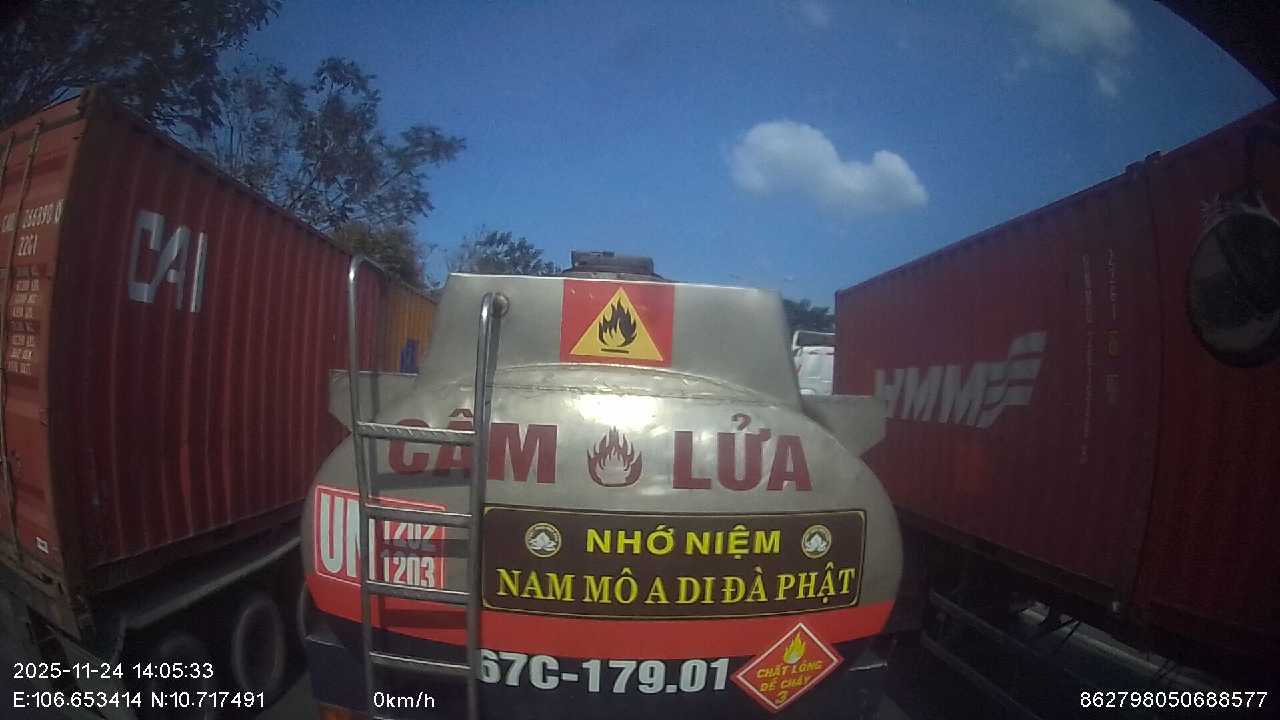 22G1
CAI
HMM
CẤM LỬA
UN 1202
1203
NHỚ NIỆM
NAM MÔ A DI ĐÀ PHẬT
67C-179.01
CHẤT LỎNG
DỄ CHÁY
3
2025-11-24 14:05:33
E:106.653414 N:10.717491
0km/h
862798050688577